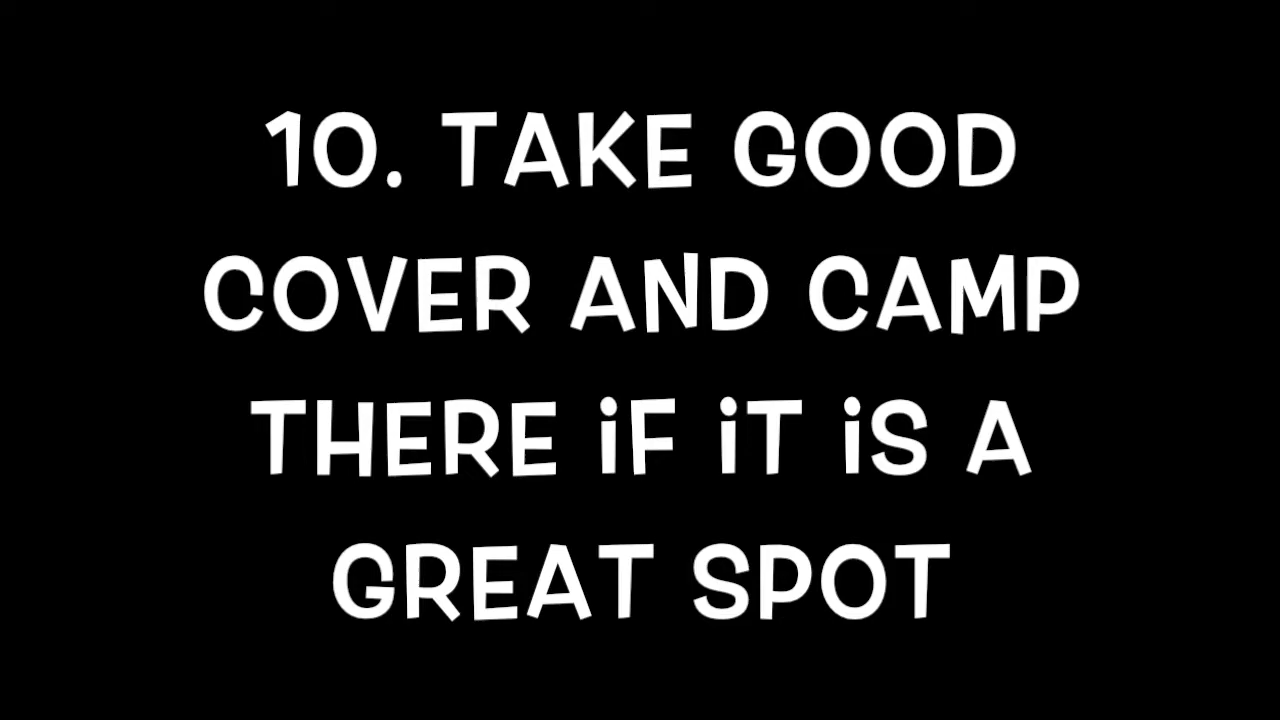 10. TAKE GOOD
COVER AND CAMP
THERE iF iT iS A
GREAT SPOT